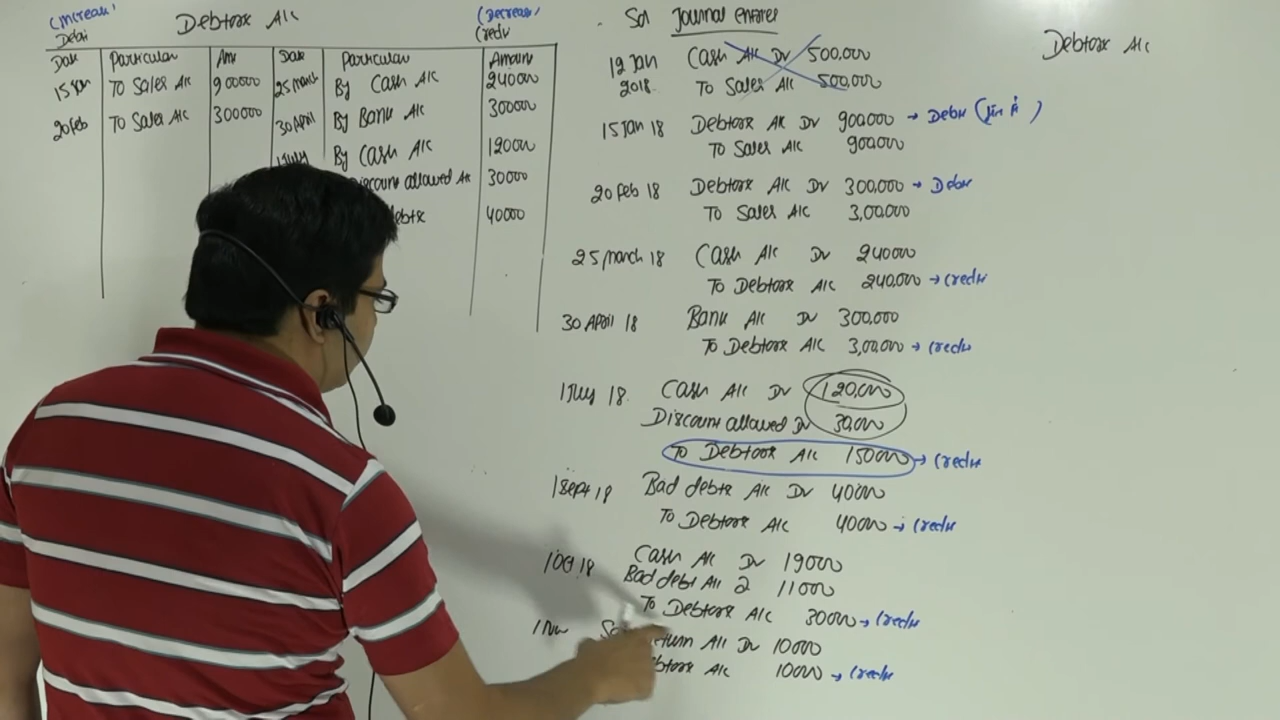 (Increase)
Debit
Debtors A/c
(Decrease)
Credit
Date Particulars Amt Date Particulars Amount
15 Jan To Sales A/c 900000 25 march By Cash A/c 240000
20 Feb To Sales A/c 300000 30 April By Bank A/c 300000
1 July By Cash A/c 120000
Discount allowed A/c 30000
debts 40000
Sol Journal entries
12 Jan 2018 Cash A/c Dr 500,000
To Sales A/c 500,000
15 Jan 18 Debtors A/c Dr 900000 → Debit
To Sales A/c 900000
20 Feb 18 Debtors A/c Dr 300,000 → Debit
To Sales A/c 3,00,000
25 march 18 Cash A/c Dr 240000
To Debtors A/c 240,000 → Credit
30 April 18 Bank A/c Dr 300,000
To Debtors A/c 3,00,000 → Credit
1 July 18. Cash A/c Dr 120,000
Discount allowed Dr 30,000
To Debtors A/c 150000 → Credit
1 Sept 18 Bad debts A/c Dr 40000
To Debtors A/c 40000 → Credit
1 Oct 18 Cash A/c Dr 19000
Bad debt A/c 11000
To Debtors A/c 30000 → Credit
1 Nov return A/c Dr 10000
Debtors A/c 10000 → Credit
Debtors A/c